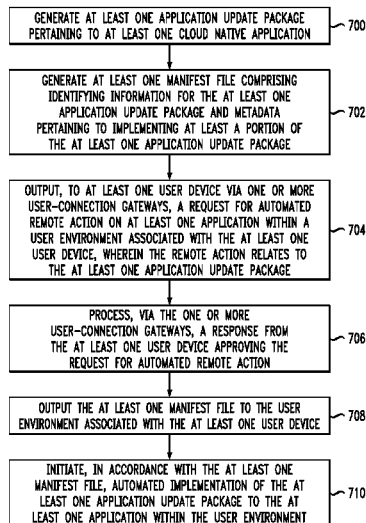 GENERATE AT LEAST ONE APPLICATION UPDATE PACKAGE
PERTAINING TO AT LEAST ONE CLOUD NATIVE APPLICATION
700
GENERATE AT LEAST ONE MANIFEST FILE COMPRISING
IDENTIFYING INFORMATION FOR THE AT LEAST ONE
APPLICATION UPDATE PACKAGE AND METADATA
PERTAINING TO IMPLEMENTING AT LEAST A PORTION OF
THE AT LEAST ONE APPLICATION UPDATE PACKAGE
702
OUTPUT, TO AT LEAST ONE USER DEVICE VIA ONE OR MORE
USER-CONNECTION GATEWAYS, A REQUEST FOR AUTOMATED
REMOTE ACTION ON AT LEAST ONE APPLICATION WITHIN A
USER ENVIRONMENT ASSOCIATED WITH THE AT LEAST ONE
USER DEVICE, WHEREIN THE REMOTE ACTION RELATES TO
THE AT LEAST ONE APPLICATION UPDATE PACKAGE
704
PROCESS, VIA THE ONE OR MORE
USER-CONNECTION GATEWAYS, A RESPONSE FROM
THE AT LEAST ONE USER DEVICE APPROVING THE
REQUEST FOR AUTOMATED REMOTE ACTION
706
OUTPUT THE AT LEAST ONE MANIFEST FILE TO THE USER
ENVIRONMENT ASSOCIATED WITH THE AT LEAST ONE USER DEVICE
708
INITIATE, IN ACCORDANCE WITH THE AT LEAST ONE
MANIFEST FILE, AUTOMATED IMPLEMENTATION OF THE AT
LEAST ONE APPLICATION UPDATE PACKAGE TO THE AT
LEAST ONE APPLICATION WITHIN THE USER ENVIRONMENT
710